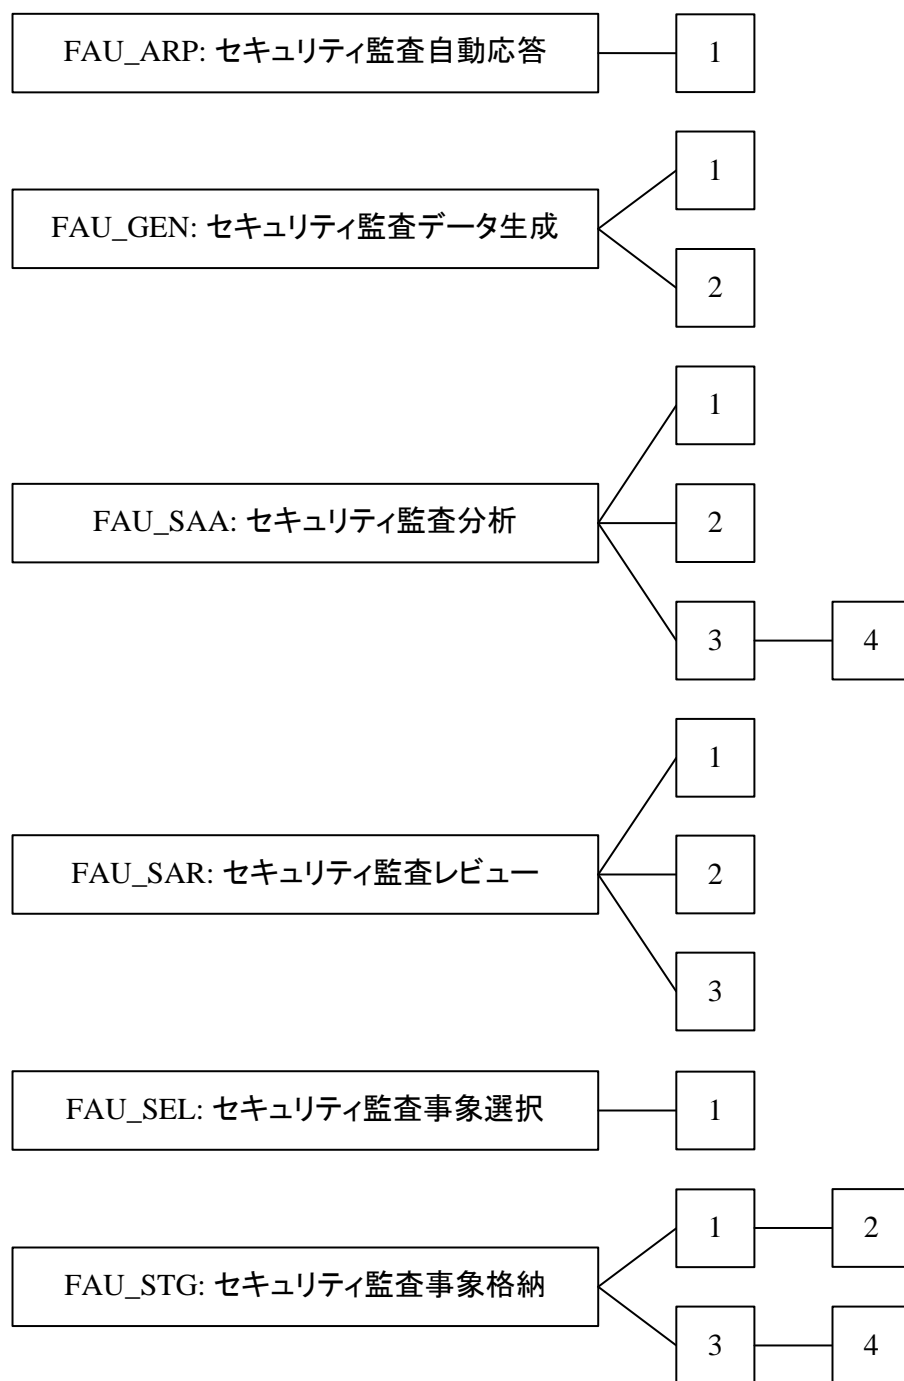 FAU_ARP: セキュリティ監査自動応答
1
1
FAU_GEN: セキュリティ監査データ生成
2
1
FAU_SAA: セキュリティ監査分析
2
3
4
1
FAU_SAR: セキュリティ監査レビュー
2
3
FAU_SEL: セキュリティ監査事象選択
1
1
2
FAU_STG: セキュリティ監査事象格納
3
4